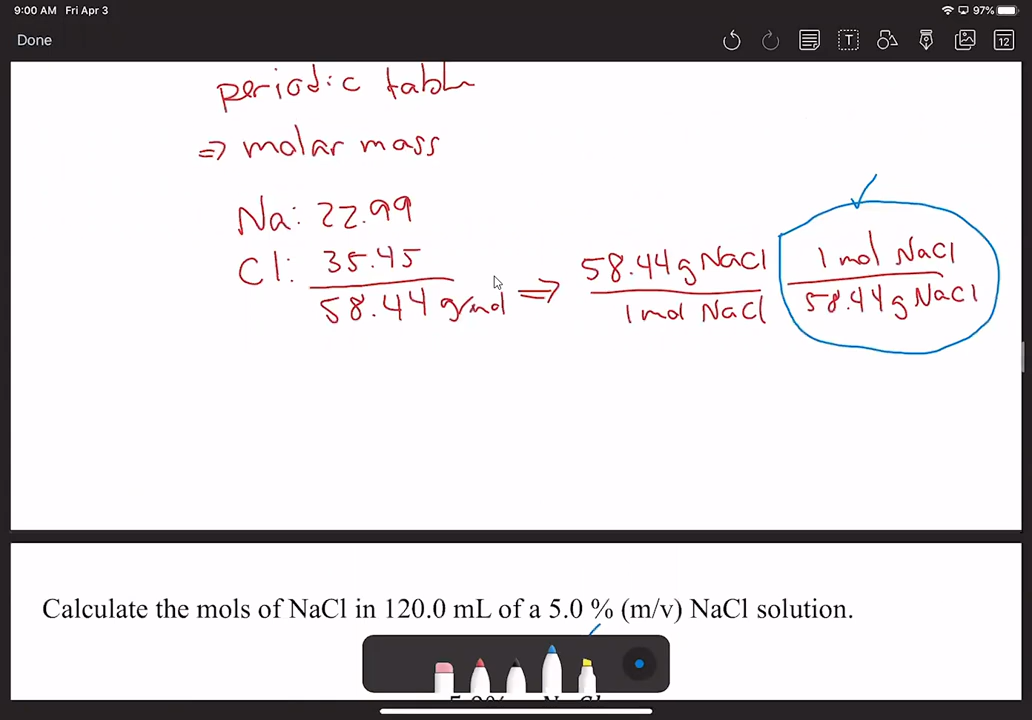 9:00 AM Fri Apr 3 97%
Done 12
periodic table
⇒ molar mass
Na: 22.99
Cl: 35.45
58.44 g/mol ⇒ 58.44 g NaCl / 1 mol NaCl 1 mol NaCl / 58.44 g NaCl
Calculate the mols of NaCl in 120.0 mL of a 5.0 % (m/v) NaCl solution.